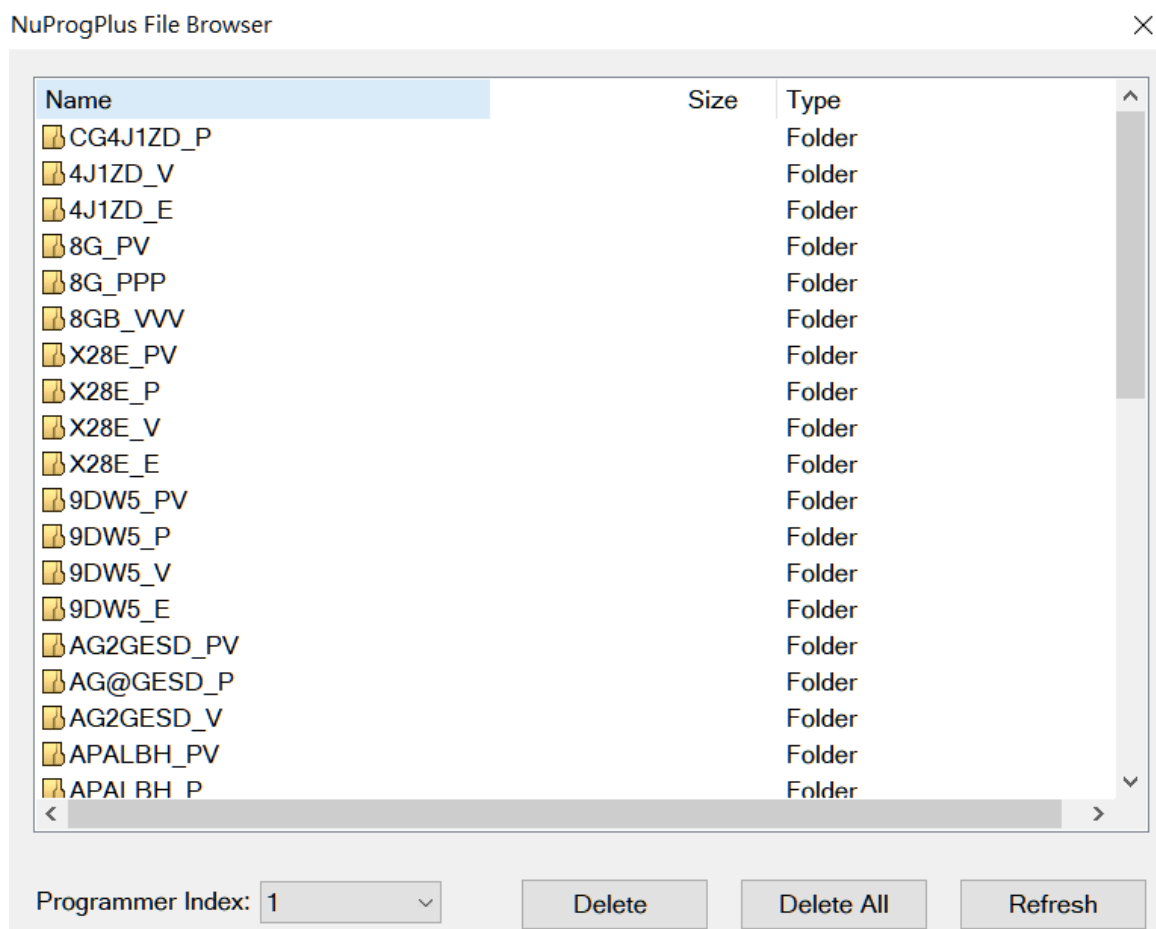 NuProgPlus File Browser
Name Size Type
CG4J1ZD_P Folder
4J1ZD_V Folder
4J1ZD_E Folder
8G_PV Folder
8G_PPP Folder
8GB_VVV Folder
X28E_PV Folder
X28E_P Folder
X28E_V Folder
X28E_E Folder
9DW5_PV Folder
9DW5_P Folder
9DW5_V Folder
9DW5_E Folder
AG2GESD_PV Folder
AG@GESD_P Folder
AG2GESD_V Folder
APALBH_PV Folder
APALBH_P Folder
Programmer Index: 1 Delete Delete All Refresh